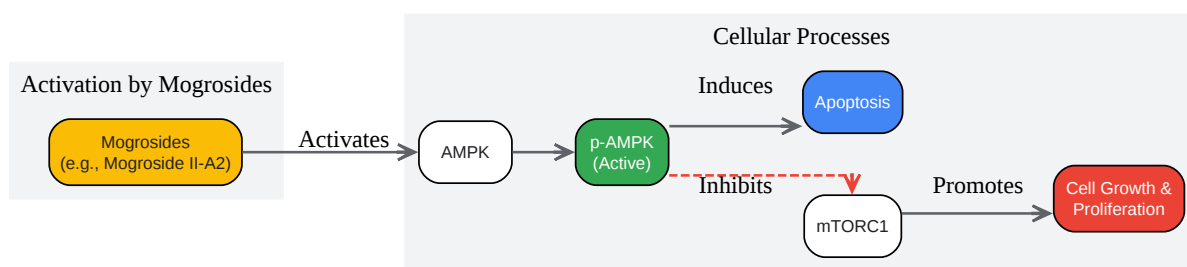 Cellular Processes
Activation by Mogrosides
Mogrosides
(e.g., Mogroside II-A2)
Activates
AMPK
p-AMPK
(Active)
Induces
Apoptosis
Inhibits
mTORC1
Promotes
Cell Growth &
Proliferation